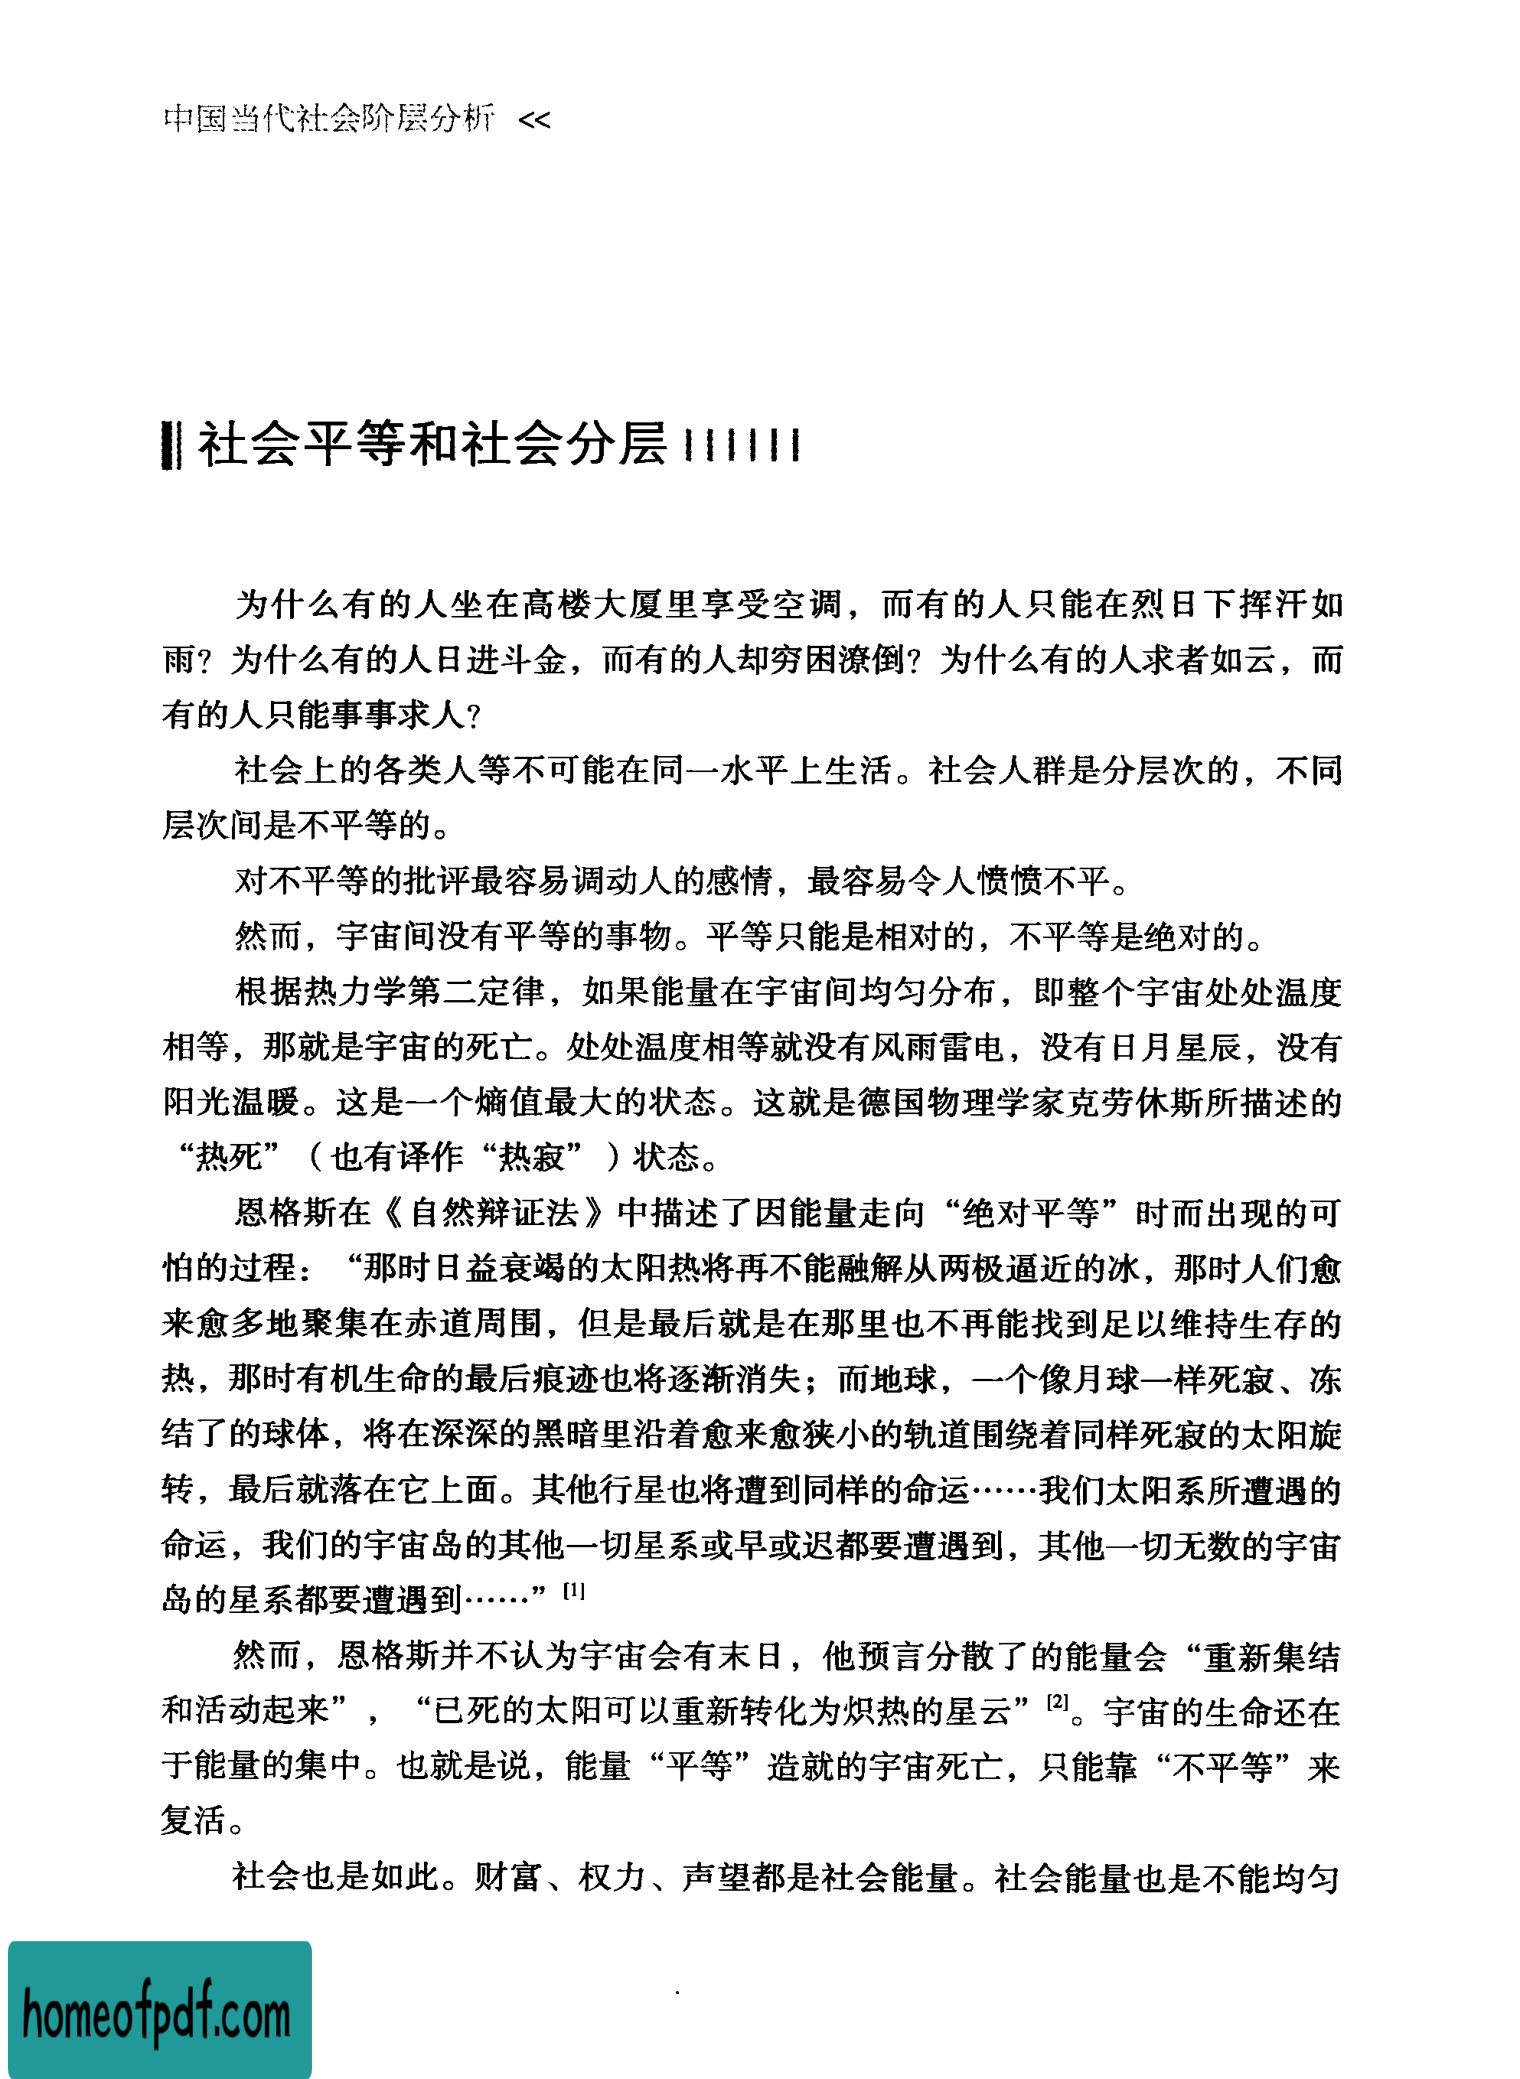 中国当代社会阶层分析 <<
社会平等和社会分层
为什么有的人坐在高楼大厦里享受空调，而有的人只能在烈日下挥汗如
雨？为什么有的人日进斗金，而有的人却穷困潦倒？为什么有的人求者如云，而
有的人只能事事求人？
社会上的各类人等不可能在同一水平上生活。社会人群是分层次的，不同
层次间是不平等的。
对不平等的批评最容易调动人的感情，最容易令人愤愤不平。
然而，宇宙间没有平等的事物。平等只能是相对的，不平等是绝对的。
根据热力学第二定律，如果能量在宇宙间均匀分布，即整个宇宙处处温度
相等，那就是宇宙的死亡。处处温度相等就没有风雨雷电，没有日月星辰，没有
阳光温暖。这是一个熵值最大的状态。这就是德国物理学家克劳休斯所描述的
“热死”（也有译作“热寂”）状态。
恩格斯在《自然辩证法》中描述了因能量走向“绝对平等”时而出现的可
怕的过程：“那时日益衰竭的太阳热将再不能融解从两极逼近的冰，那时人们愈
来愈多地聚集在赤道周围，但是最后就是在那里也不再能找到足以维持生存的
热，那时有机生命的最后痕迹也将逐渐消失；而地球，一个像月球一样死寂、冻
结了的球体，将在深深的黑暗里沿着愈来愈狭小的轨道围绕着同样死寂的太阳旋
转，最后就落在它上面。其他行星也将遭到同样的命运……我们太阳系所遭遇的
命运，我们的宇宙岛的其他一切星系或早或迟都要遭遇到，其他一切无数的宇宙
岛的星系都要遭遇到……”[1]
然而，恩格斯并不认为宇宙会有末日，他预言分散了的能量会“重新集结
和活动起来”，“已死的太阳可以重新转化为炽热的星云”[2]。宇宙的生命还在
于能量的集中。也就是说，能量“平等”造就的宇宙死亡，只能靠“不平等”来
复活。
社会也是如此。财富、权力、声望都是社会能量。社会能量也是不能均匀
homeofpdf.com